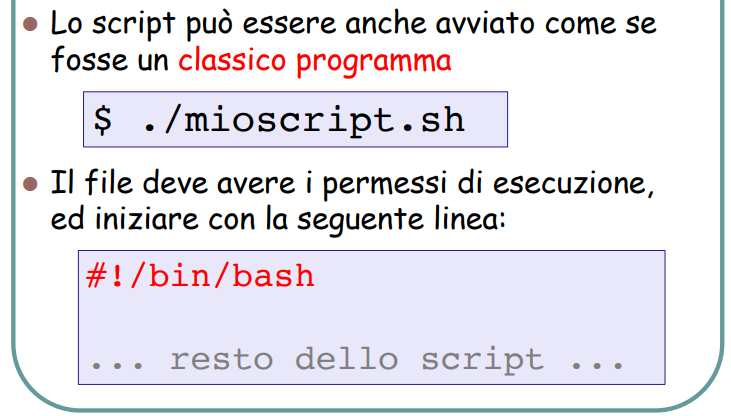 Lo script può essere anche avviato come se
fosse un classico programma
$ ./mioscript.sh
Il file deve avere i permessi di esecuzione,
ed iniziare con la seguente linea:
#!/bin/bash
... resto dello script ...